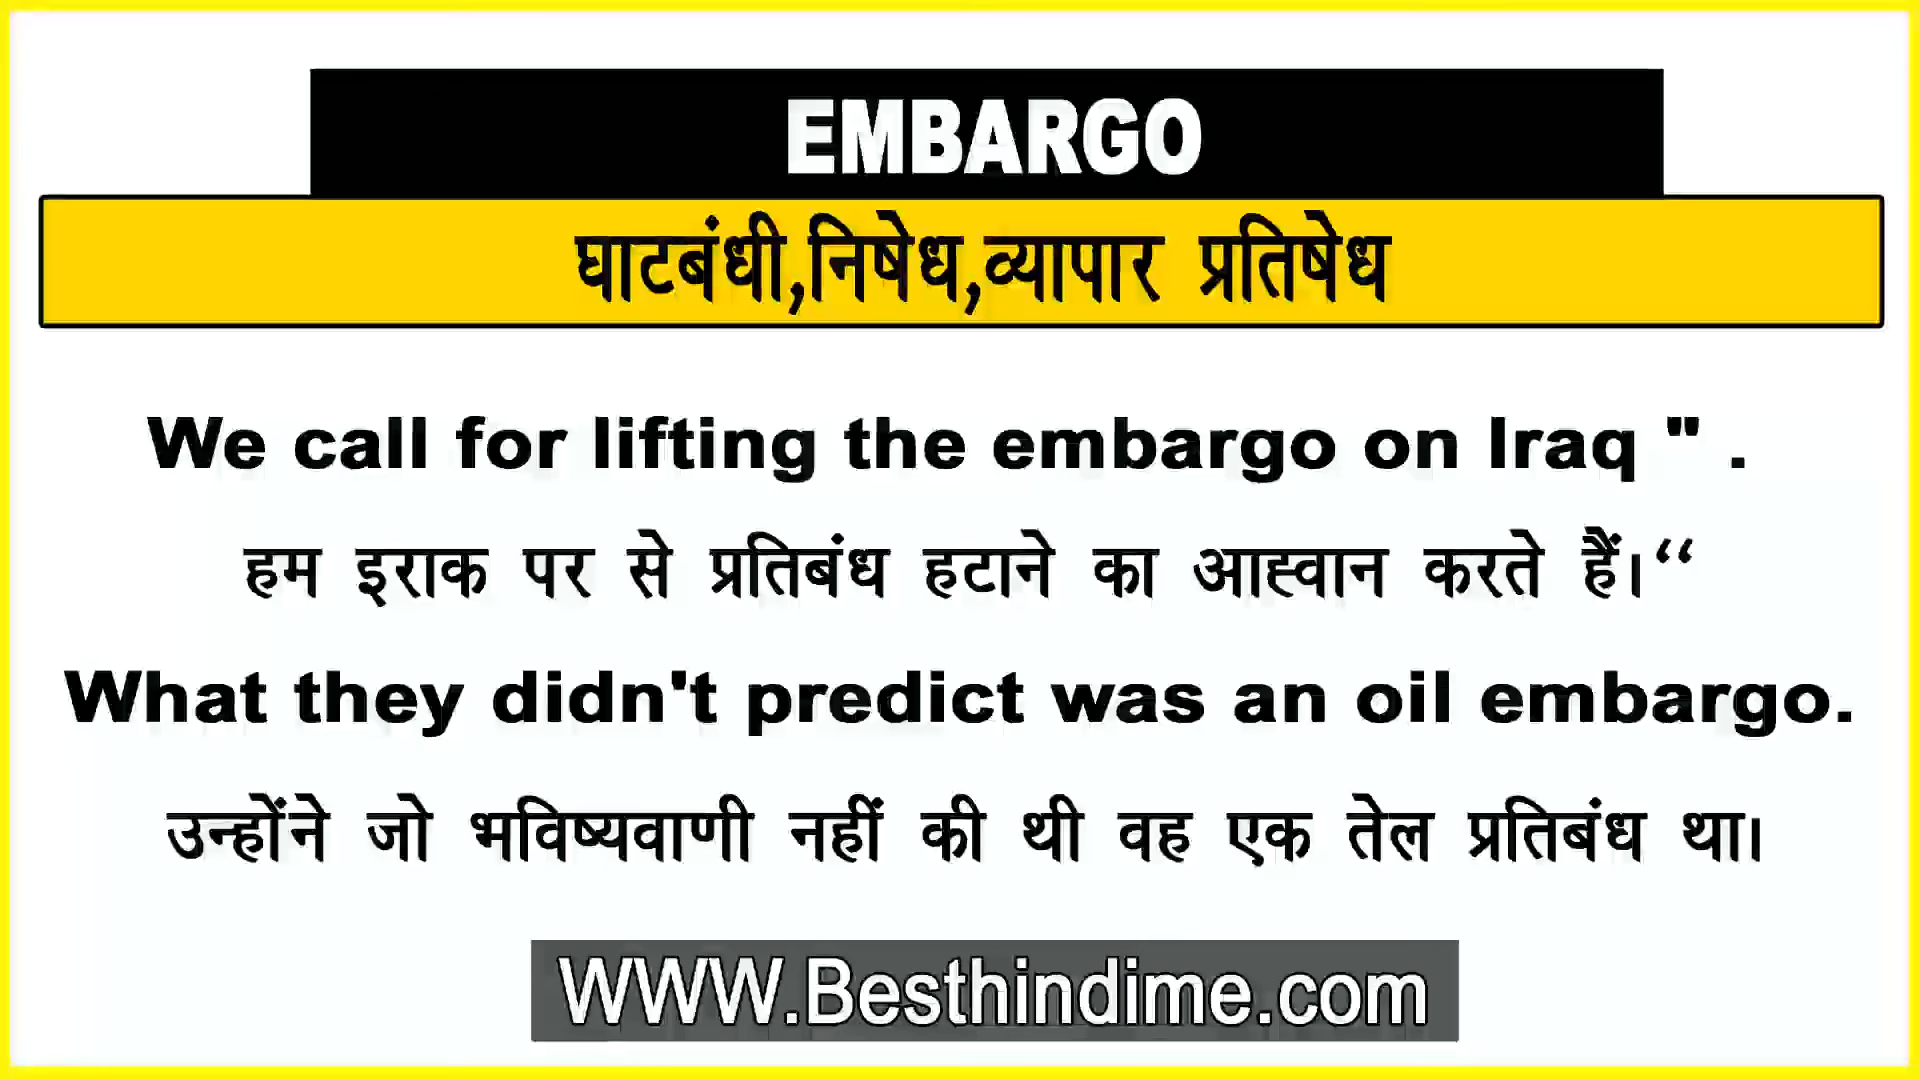 EMBARGO
घाटबंधी,निषेध,व्यापार प्रतिषेध
We call for lifting the embargo on Iraq " .
हम इराक पर से प्रतिबंध हटाने का आह्वान करते हैं।‘‘
What they didn't predict was an oil embargo.
उन्होंने जो भविष्यवाणी नहीं की थी वह एक तेल प्रतिबंध था।
WWW.Besthindime.com